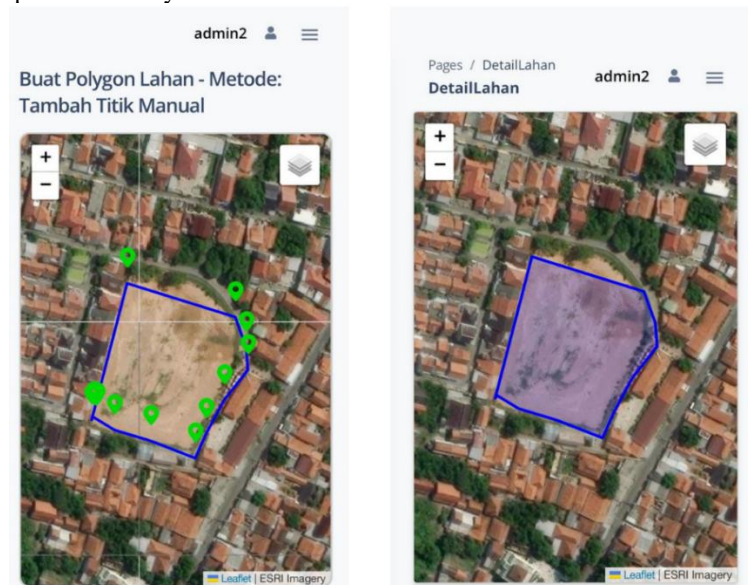 admin2
Buat Polygon Lahan - Metode:
Tambah Titik Manual
+
−
Leaflet | ESRI Imagery
Pages / DetailLahan
DetailLahan
admin2
+
−
Leaflet | ESRI Imagery